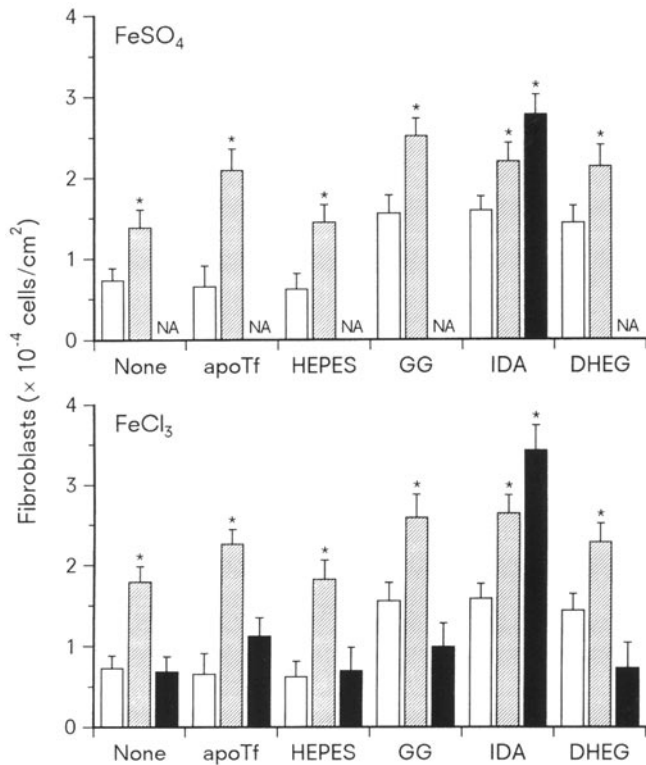 FeSO₄
4
3
2
1
0
* * * * * * *
NA NA NA NA NA
None apoTf HEPES GG IDA DHEG
Fibroblasts (× 10⁻⁴ cells/cm²)
FeCl₃
4
3
2
1
0
* * * * * * *
None apoTf HEPES GG IDA DHEG